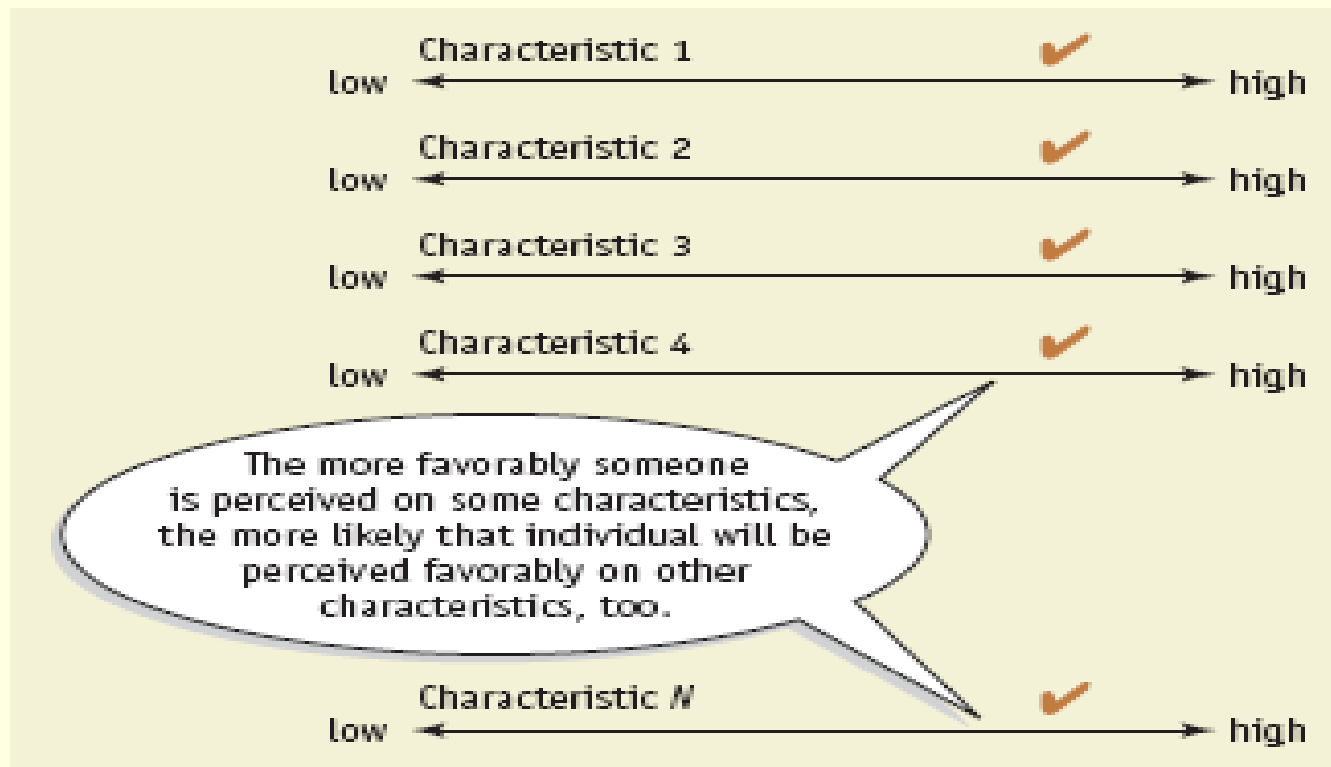 Characteristic 1
low high
Characteristic 2
low high
Characteristic 3
low high
Characteristic 4
low high
The more favorably someone
is perceived on some characteristics,
the more likely that individual will be
perceived favorably on other
characteristics, too.
Characteristic N
low high